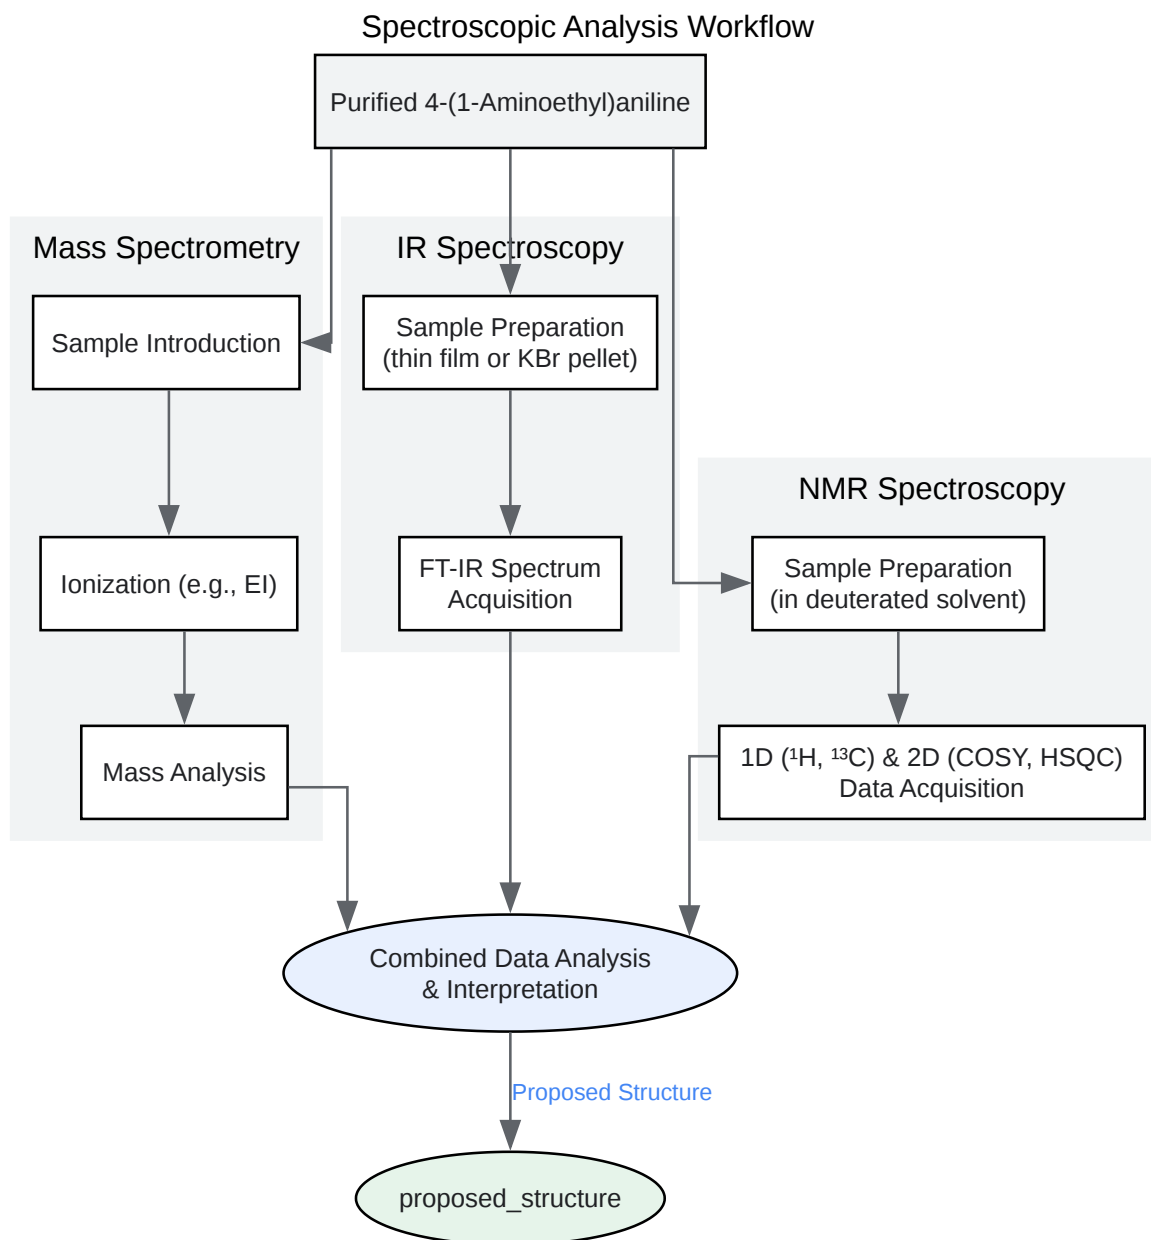 Spectroscopic Analysis Workflow
Purified 4-(1-Aminoethyl)aniline
Mass Spectrometry
Sample Introduction
Ionization (e.g., EI)
Mass Analysis
IR Spectroscopy
Sample Preparation
(thin film or KBr pellet)
FT-IR Spectrum
Acquisition
NMR Spectroscopy
Sample Preparation
(in deuterated solvent)
1D (¹H, ¹³C) & 2D (COSY, HSQC)
Data Acquisition
Combined Data Analysis
& Interpretation
Proposed Structure
proposed_structure